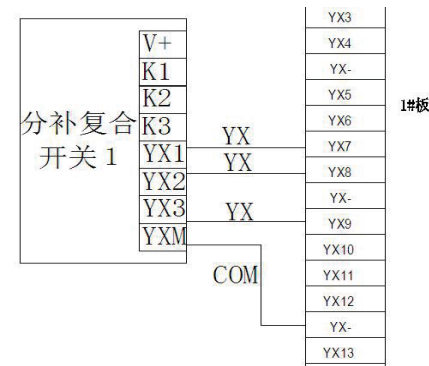 分补复合
开关1
V+
K1
K2
K3
YX1
YX2
YX3
YXM
YX
YX
YX
COM
YX3
YX4
YX-
YX5
YX6
YX7
YX8
YX-
YX9
YX10
YX11
YX12
YX-
YX13
1#板